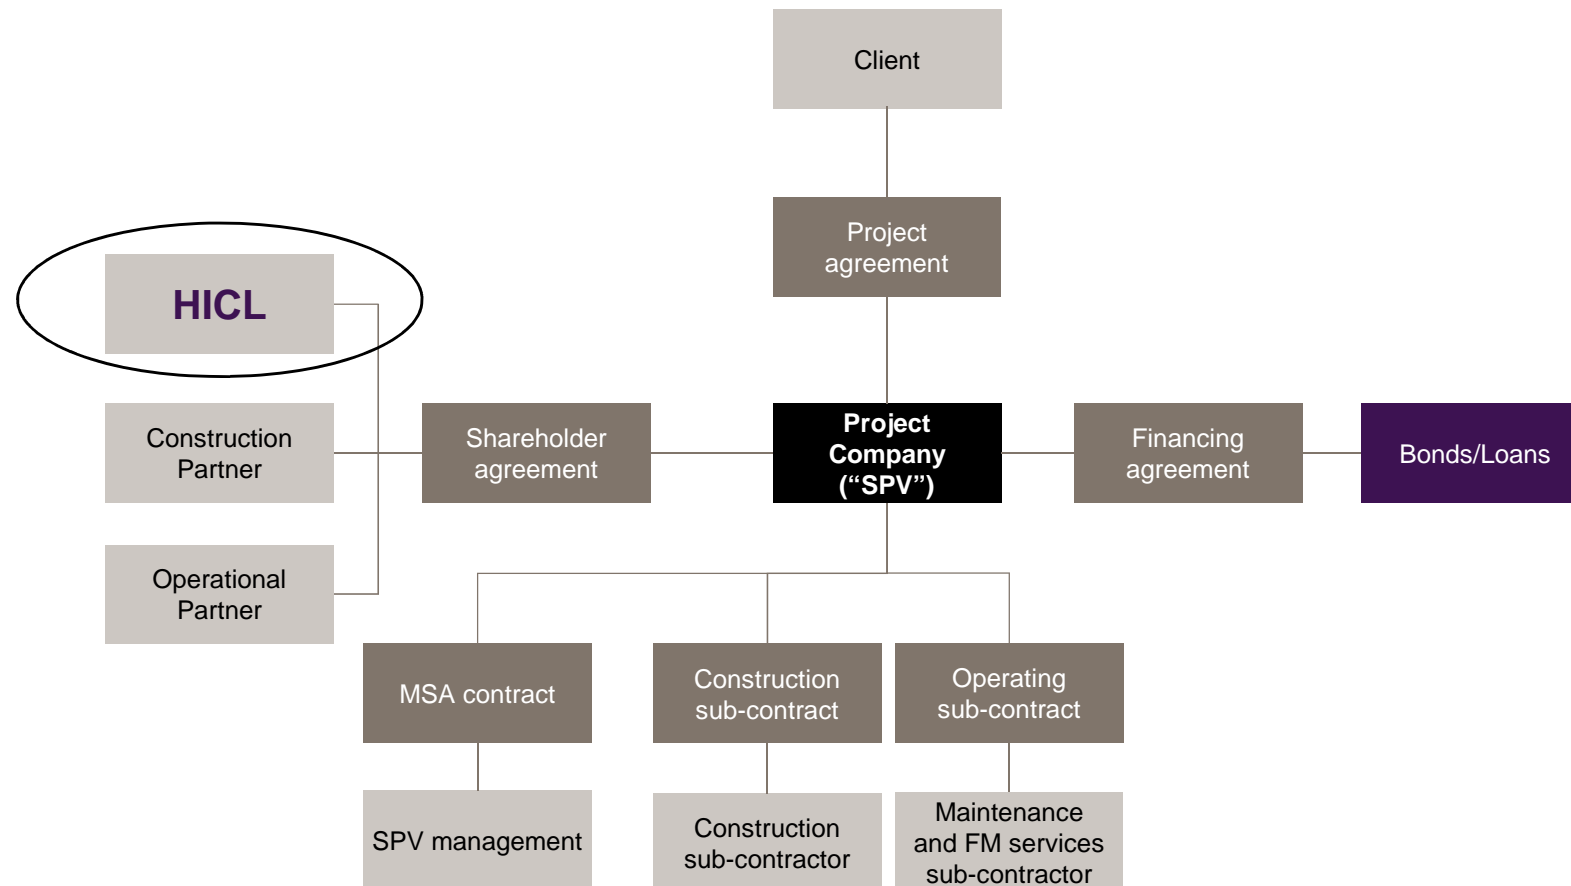 Client
Project
agreement
HICL
Construction
Partner
Operational
Partner
Shareholder
agreement
Project
Company
(“SPV”)
Financing
agreement
Bonds/Loans
MSA contract
Construction
sub-contract
Operating
sub-contract
SPV management
Construction
sub-contractor
Maintenance
and FM services
sub-contractor